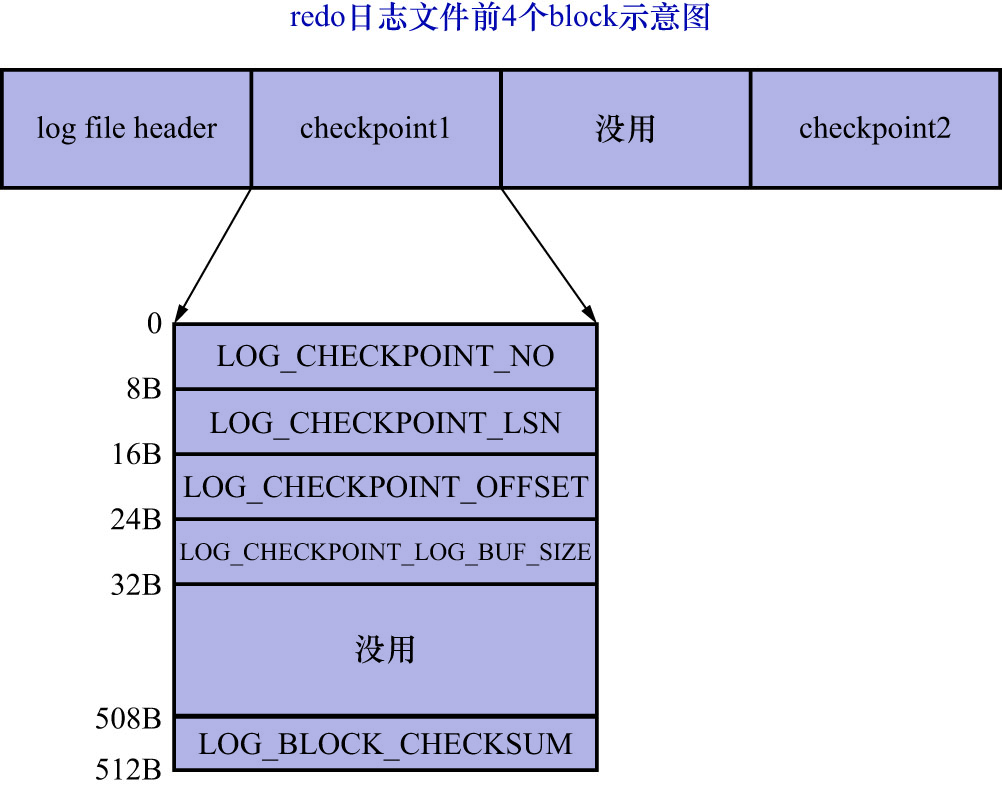 redo日志文件前4个block示意图
log file header
checkpoint1
没用
checkpoint2
0
LOG_CHECKPOINT_NO
8B
LOG_CHECKPOINT_LSN
16B
LOG_CHECKPOINT_OFFSET
24B
LOG_CHECKPOINT_LOG_BUF_SIZE
32B
没用
508B
LOG_BLOCK_CHECKSUM
512B